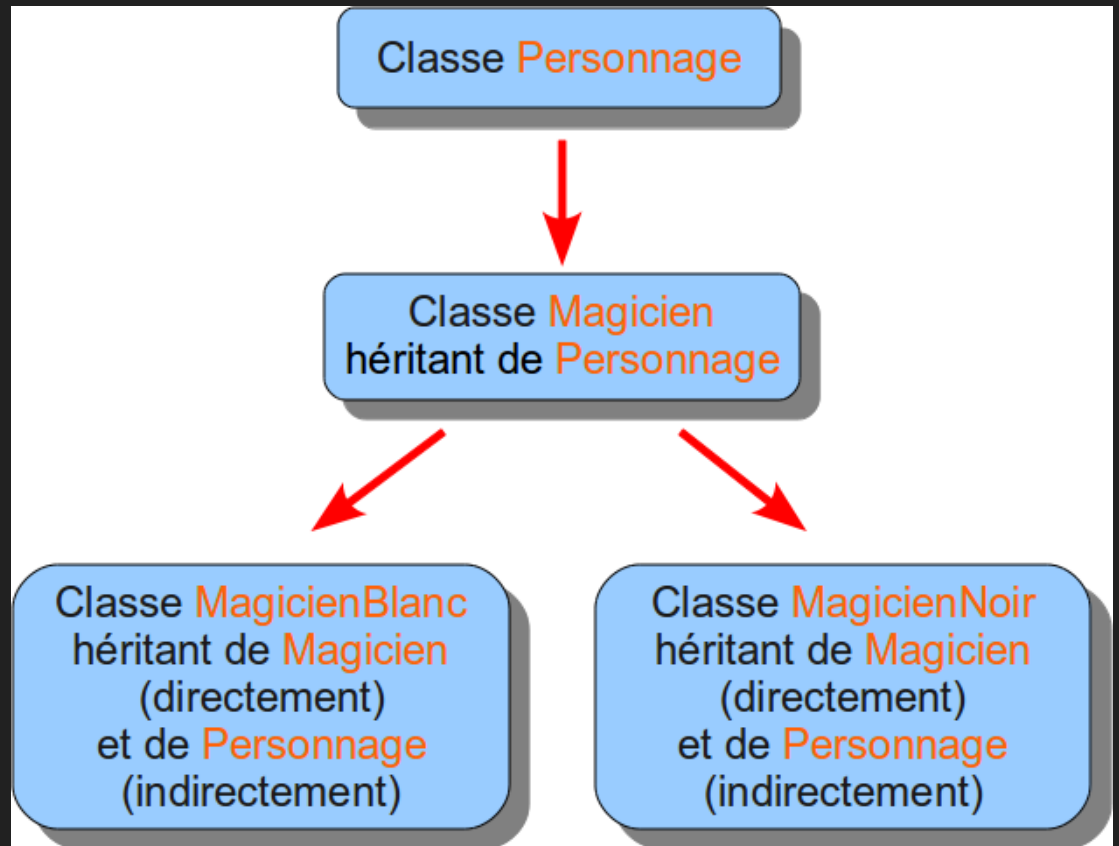 Classe Personnage
Classe Magicien
héritant de Personnage
Classe MagicienBlanc
héritant de Magicien
(directement)
et de Personnage
(indirectement)
Classe MagicienNoir
héritant de Magicien
(directement)
et de Personnage
(indirectement)